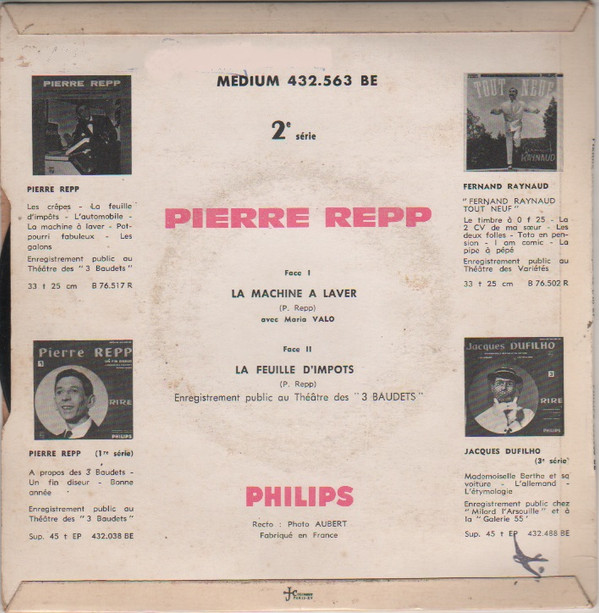 MEDIUM 432.563 BE
2e série
PIERRE REPP
Face I
LA MACHINE A LAVER
(P. Repp)
avec Maria VALO
Face II
LA FEUILLE D'IMPOTS
(P. Repp)
Enregistrement public au Théâtre des "3 BAUDETS"
PHILIPS
Recto : Photo AUBERT
Fabriqué en France
PIERRE REPP
PIERRE REPP
Les crêpes - La feuille
d'impôts - L'automobile -
La machine à laver - Pot-
pourri fabuleux - Les
galons
Enregistrement public au
Théâtre des "3 Baudets"
33 t 25 cm B 76.517 R
Pierre REPP
1
RIRE
PHILIPS
PIERRE REPP (1re série)
A propos des 3 Baudets -
Un fin diseur - Bonne
année
Enregistrement public au
Théâtre des "3 Baudets"
Sup. 45 t EP 432.038 BE
TOUT NEUF
RAYNAUD
FERNAND RAYNAUD
"FERNAND RAYNAUD
TOUT NEUF"
Le timbre à 0 f 25 - La
2 CV de ma sœur - Les
deux folles - Toto en pen-
sion - I am comic - La
pipe à pépé
Enregistrement public au
Théâtre des Variétés
33 t 25 cm B 76.502 R
Jacques DUFILHO
3
RIRE
PHILIPS
JACQUES DUFILHO
(3e série)
Mademoiselle Berthe et sa
voiture - L'allemand -
L'étymologie
Enregistrement public chez
"Milord l'Arsouille" et à
à la "Galerie 55"
Sup. 45 t EP 432.488 BE